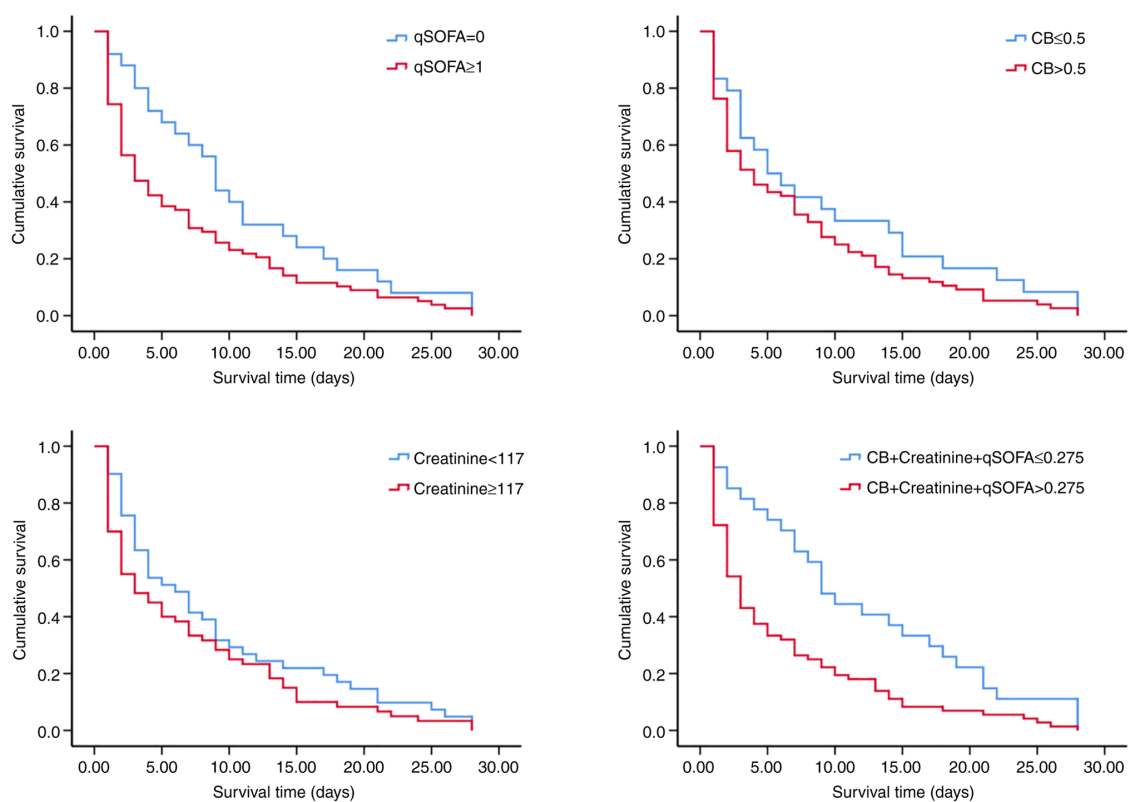 qSOFA=0
qSOFA≥1
Cumulative survival
1.0
0.8
0.6
0.4
0.2
0.0
0.00 5.00 10.00 15.00 20.00 25.00 30.00
Survival time (days)
CB≤0.5
CB>0.5
Cumulative survival
1.0
0.8
0.6
0.4
0.2
0.0
0.00 5.00 10.00 15.00 20.00 25.00 30.00
Survival time (days)
Creatinine<117
Creatinine≥117
Cumulative survival
1.0
0.8
0.6
0.4
0.2
0.0
0.00 5.00 10.00 15.00 20.00 25.00 30.00
Survival time (days)
CB+Creatinine+qSOFA≤0.275
CB+Creatinine+qSOFA>0.275
Cumulative survival
1.0
0.8
0.6
0.4
0.2
0.0
0.00 5.00 10.00 15.00 20.00 25.00 30.00
Survival time (days)